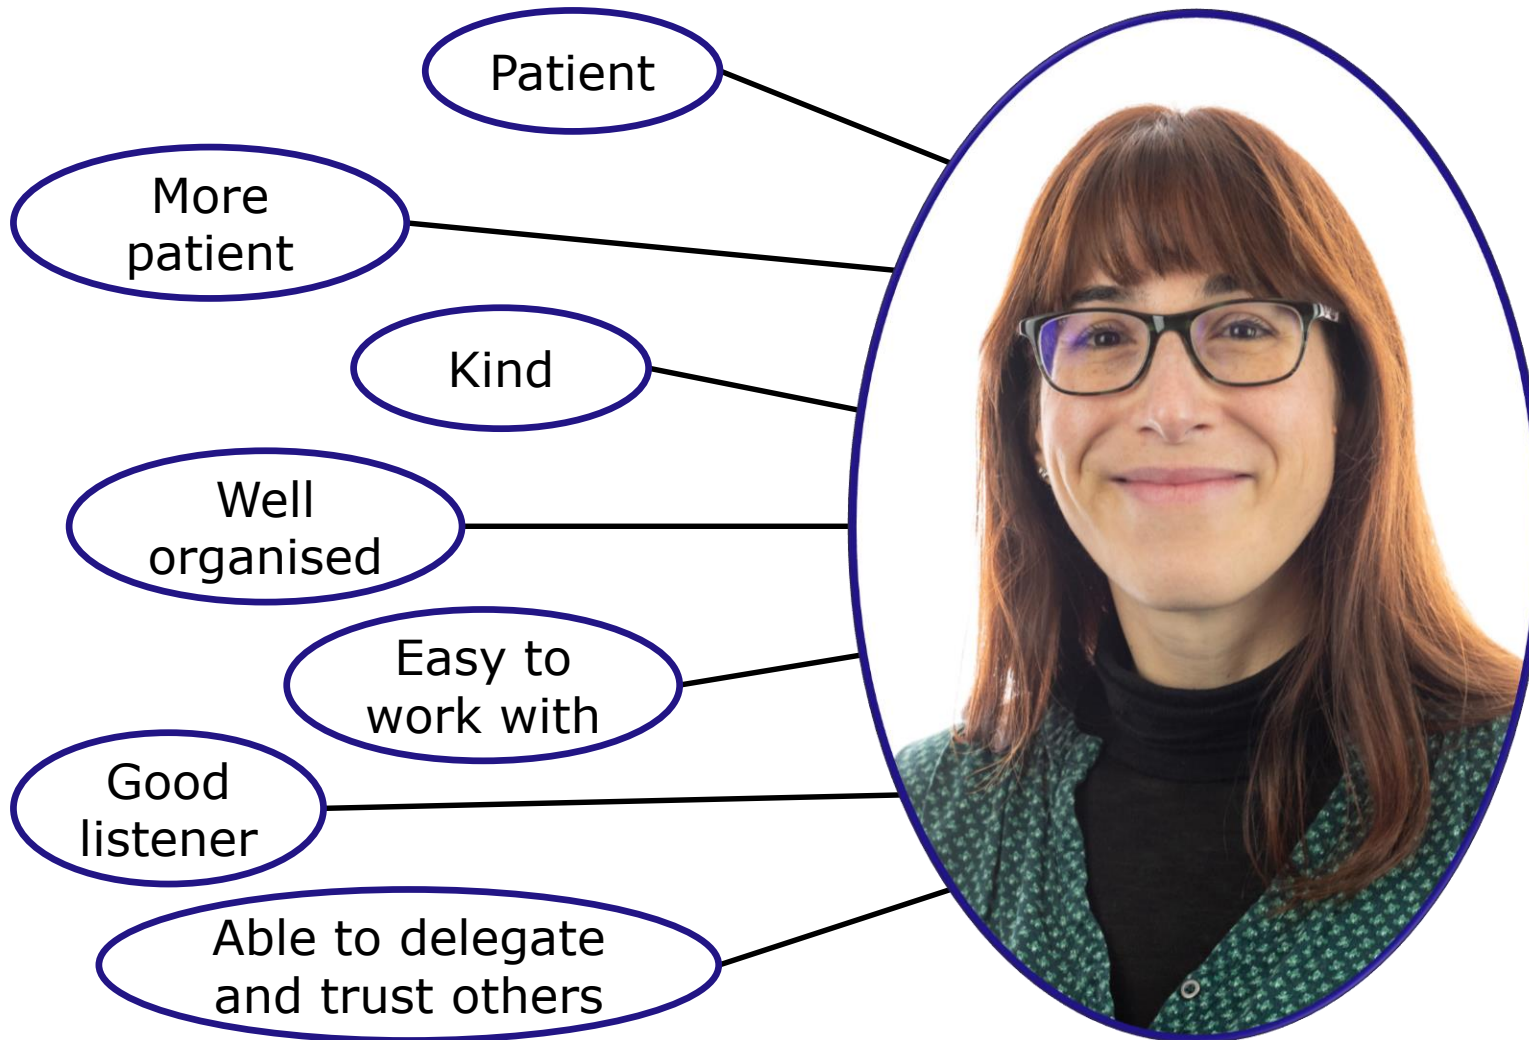 Patient
More
patient
Kind
Well
organised
Easy to
work with
Good
listener
Able to delegate
and trust others